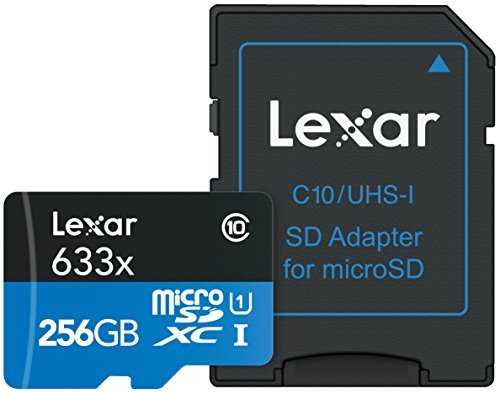 Lexar
C10/UHS-I
SD Adapter
for microSD
Lexar 10
633x
256GB micro SD XC I U1